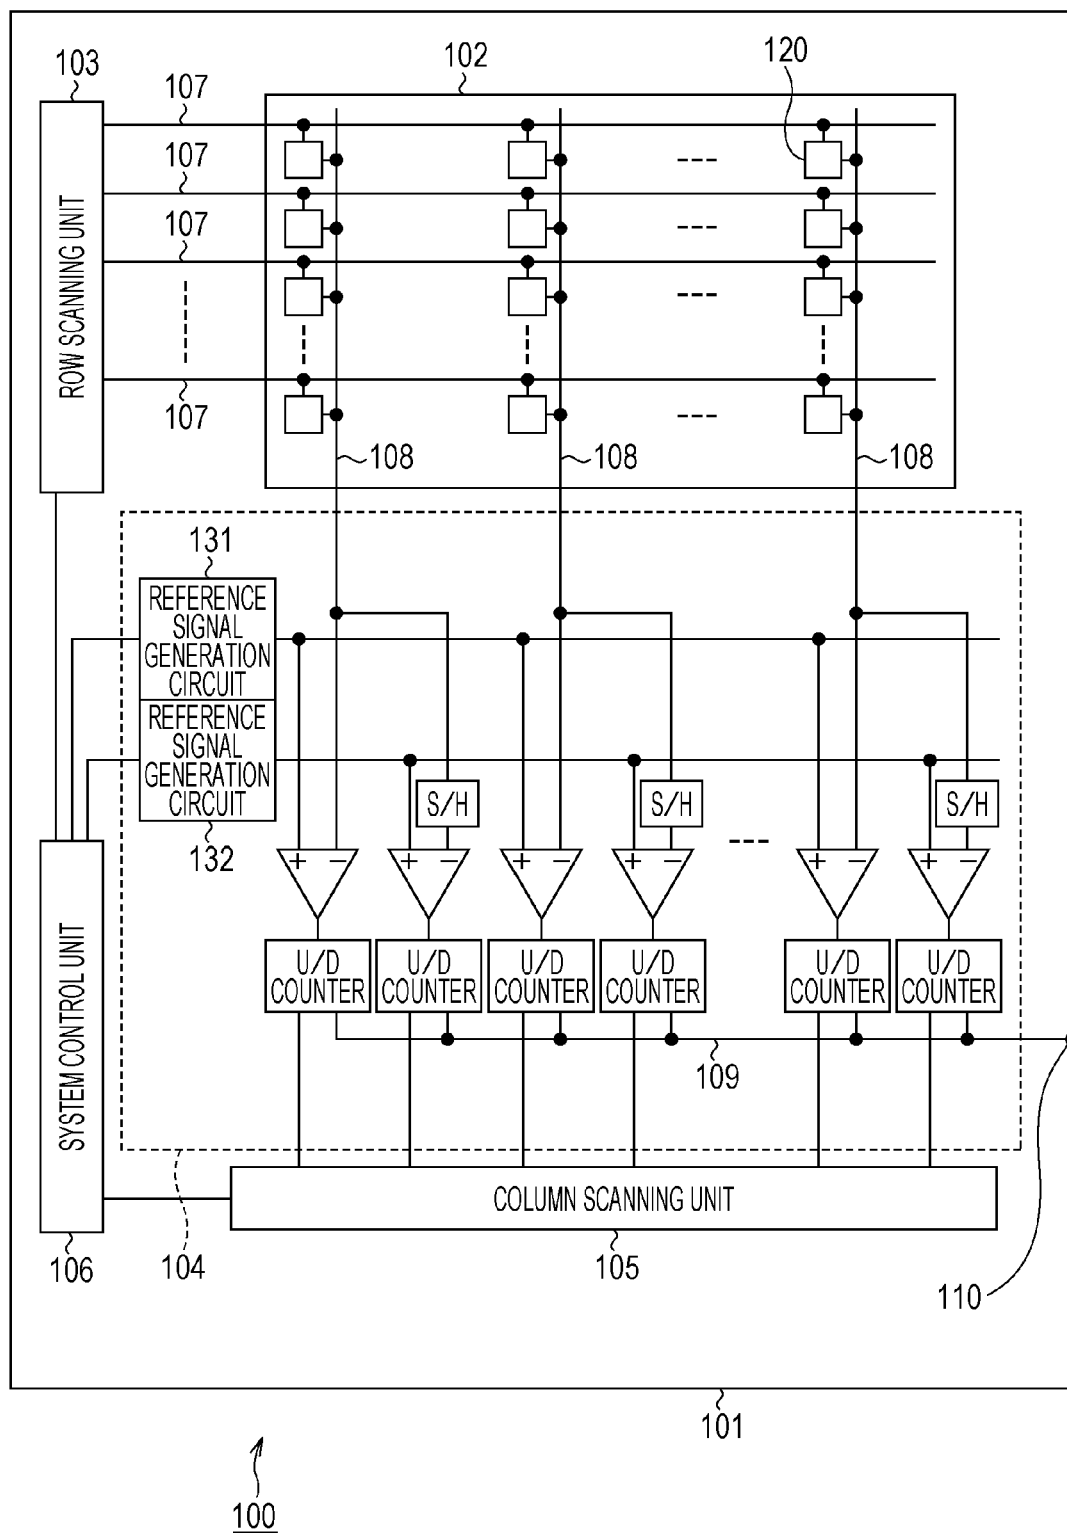 103
102
120
107
107
107
107
ROW SCANNING UNIT
108
108
108
131
REFERENCE
SIGNAL
GENERATION
CIRCUIT
REFERENCE
SIGNAL
GENERATION
CIRCUIT
132
S/H
S/H
S/H
+ −
+ −
+ −
+ −
+ −
+ −
U/D
COUNTER
U/D
COUNTER
U/D
COUNTER
U/D
COUNTER
U/D
COUNTER
U/D
COUNTER
109
SYSTEM CONTROL UNIT
COLUMN SCANNING UNIT
106
104
105
110
101
100